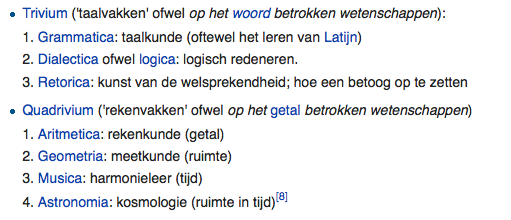 • Trivium ('taalvakken' ofwel op het woord betrokken wetenschappen):
1. Grammatica: taalkunde (oftewel het leren van Latijn)
2. Dialectica ofwel logica: logisch redeneren.
3. Retorica: kunst van de welsprekendheid; hoe een betoog op te zetten
• Quadrivium ('rekenvakken' ofwel op het getal betrokken wetenschappen)
1. Aritmetica: rekenkunde (getal)
2. Geometria: meetkunde (ruimte)
3. Musica: harmonieleer (tijd)
4. Astronomia: kosmologie (ruimte in tijd)[8]